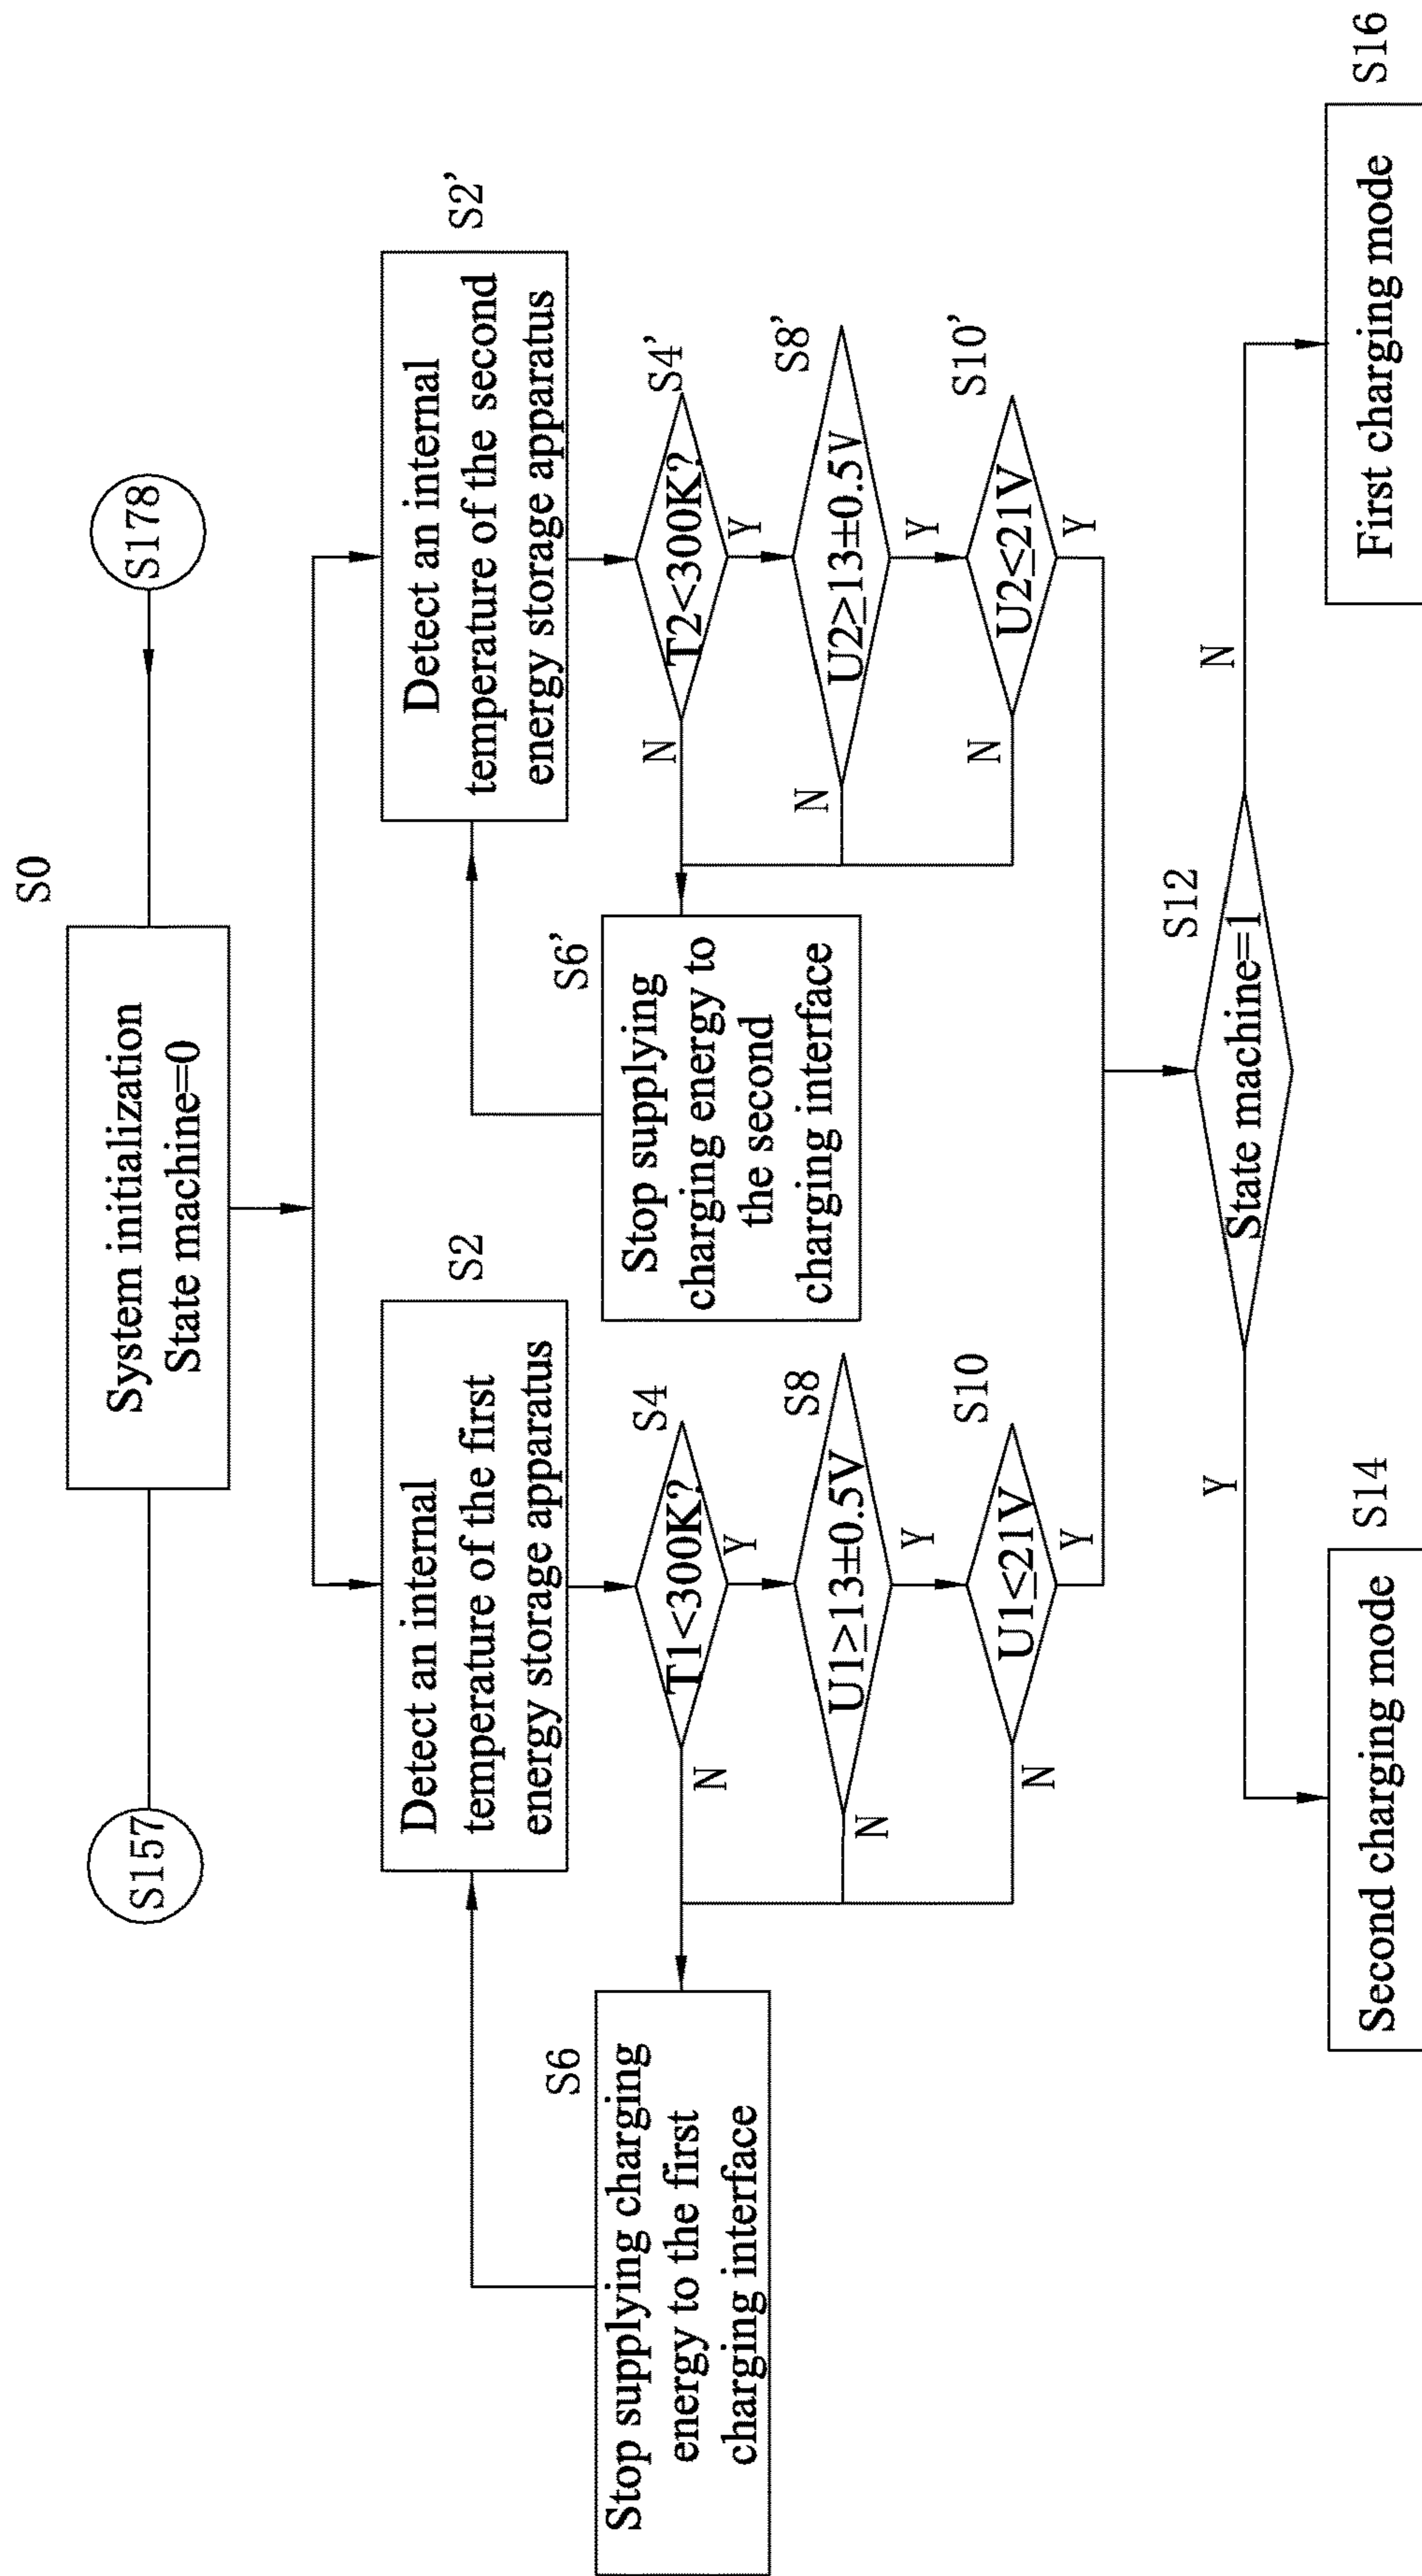 S0
S157
System initialization
State machine=0
S178
S2
Detect an internal
temperature of the first
energy storage apparatus
S2’
Detect an internal
temperature of the second
energy storage apparatus
S6
Stop supplying charging
energy to the first
charging interface
S4
T1<300K?
N
Y
S8
U1≥13±0.5V
N
Y
S10
U1≤21V
N
Y
S6’
Stop supplying
charging energy to
the second
charging interface
S4’
T2<300K?
N
Y
S8’
U2≥13±0.5V
N
Y
S10’
U2≤21V
N
Y
S12
State machine=1
Y
N
S14
Second charging mode
S16
First charging mode